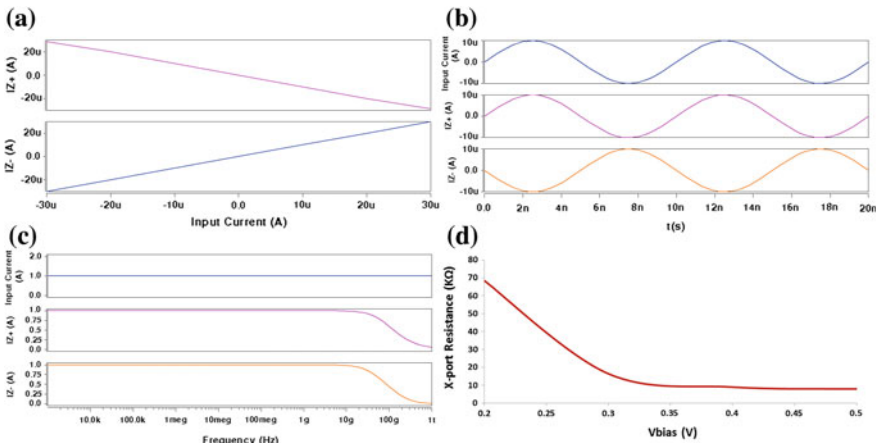 (a)
IZ+ (A)
20u
0.0
-20u
IZ- (A)
20u
0.0
-20u
-30u -20u -10u 0.0 10u 20u 30u
Input Current (A)
(b)
Input Current (A)
10u
0.0
-10u
IZ+ (A)
10u
0.0
-10u
IZ- (A)
10u
0.0
-10u
0.0 2n 4n 6n 8n 10n 12n 14n 16n 18n 20n
t(s)
(c)
Input Current (A)
2.0
1.0
0.0
IZ+ (A)
1.0
0.75
0.5
0.25
0.0
IZ- (A)
1.0
0.75
0.5
0.25
0.0
10.0k 100.0k 1meg 10meg 100meg 1g 10g 100g 1t
Frequency (Hz)
(d)
X-port Resistance (KΩ)
80
70
60
50
40
30
20
10
0
0.2 0.25 0.3 0.35 0.4 0.45 0.5
Vbias (V)